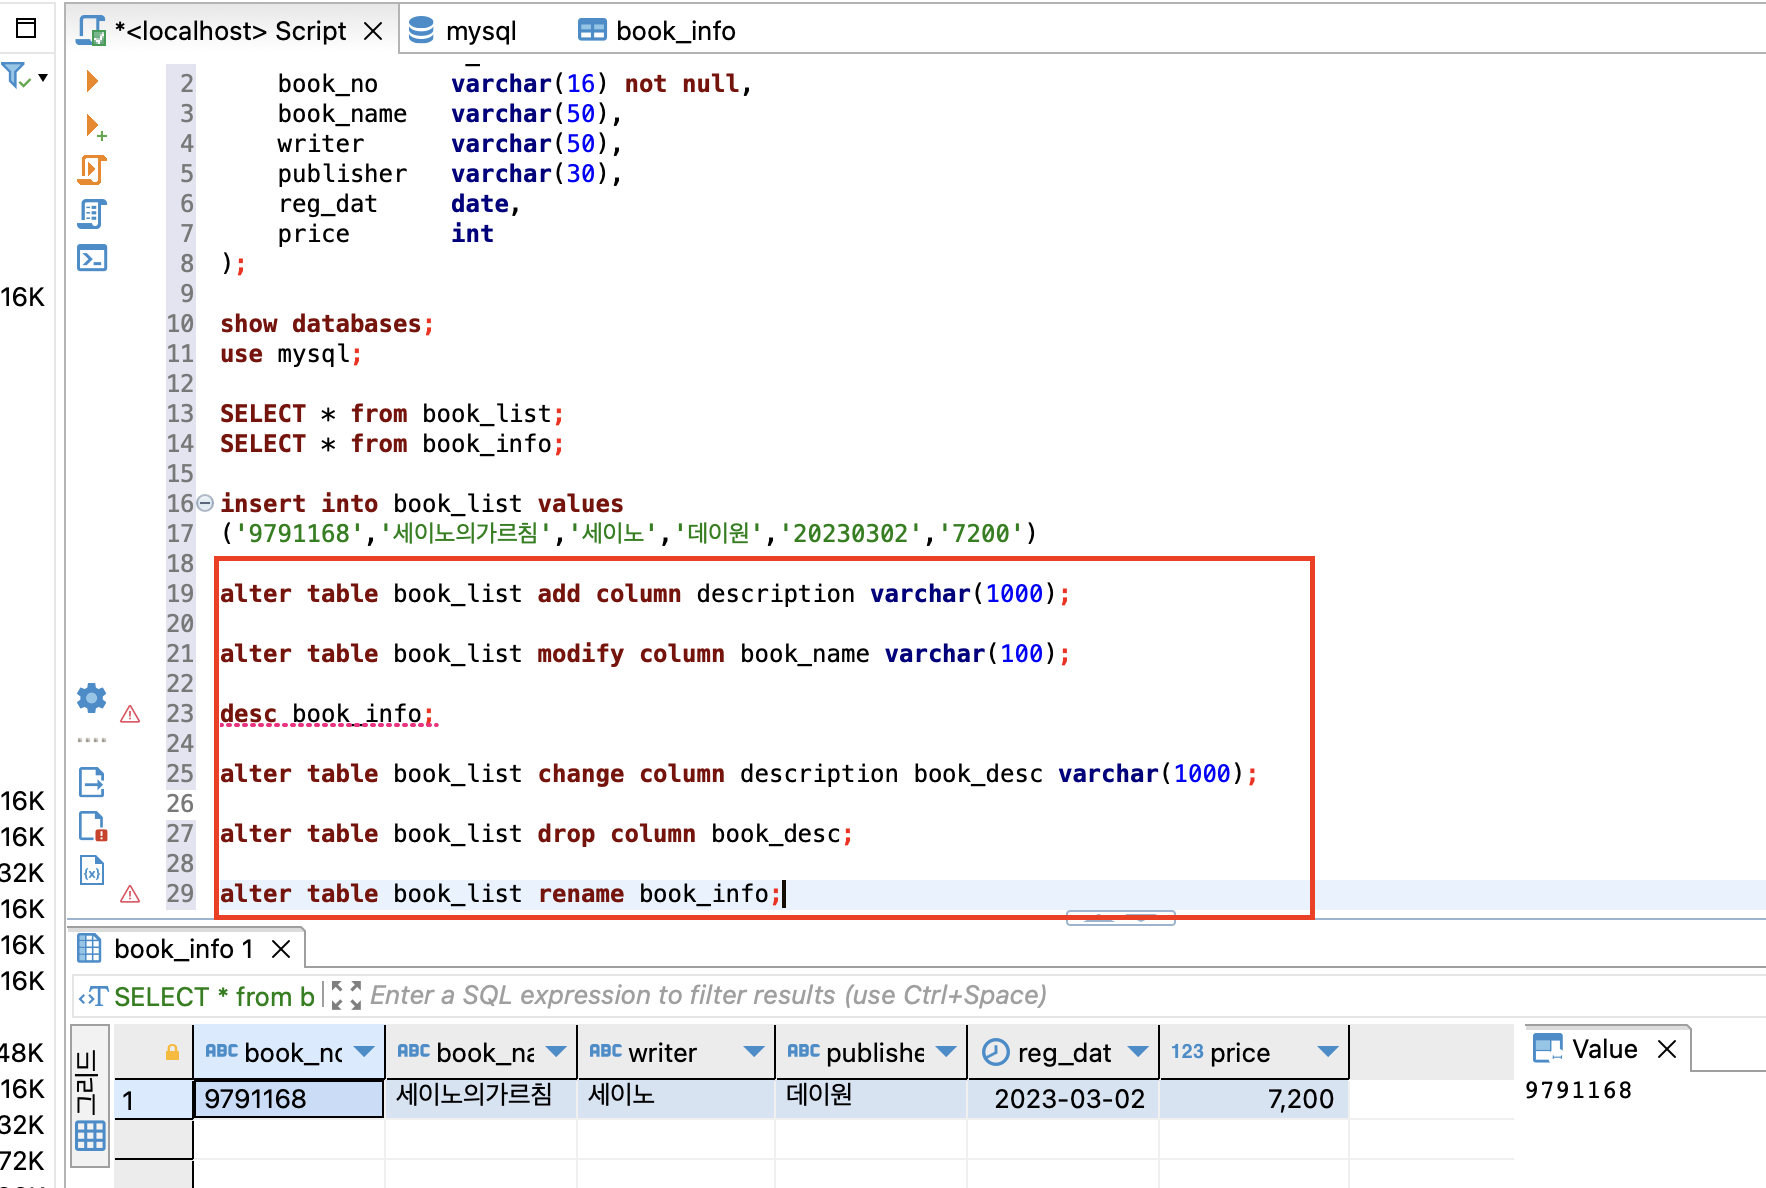 *<localhost> Script
mysql
book_info
2 book_no varchar(16) not null,
3 book_name varchar(50),
4 writer varchar(50),
5 publisher varchar(30),
6 reg_dat date,
7 price int
8 );
9
10 show databases;
11 use mysql;
12
13 SELECT * from book_list;
14 SELECT * from book_info;
15
16 insert into book_list values
17 ('9791168','세이노의가르침','세이노','데이원','20230302','7200')
18
19 alter table book_list add column description varchar(1000);
20
21 alter table book_list modify column book_name varchar(100);
22
23 desc book_info;
24
25 alter table book_list change column description book_desc varchar(1000);
26
27 alter table book_list drop column book_desc;
28
29 alter table book_list rename book_info;
16K
16K
16K
32K
16K
16K
16K
48K
16K
32K
72K
book_info 1
SELECT * from b
Enter a SQL expression to filter results (use Ctrl+Space)
그리드
ABC book_nc
ABC book_na
ABC writer
ABC publishe
reg_dat
123 price
1 9791168 세이노의가르침 세이노 데이원 2023-03-02 7,200
Value
9791168